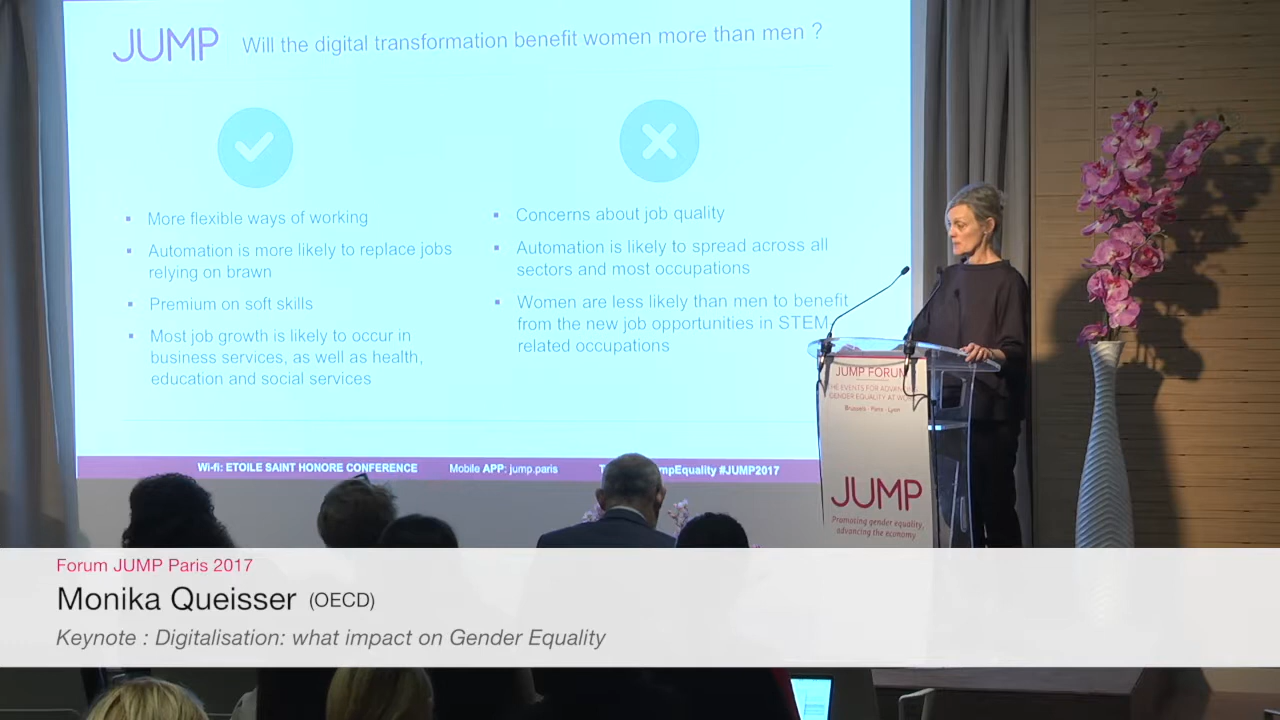 JUMP
Will the digital transformation benefit women more than men ?
More flexible ways of working
Automation is more likely to replace jobs
relying on brawn
Premium on soft skills
Most job growth is likely to occur in
business services, as well as health,
education and social services
Concerns about job quality
Automation is likely to spread across all
sectors and most occupations
Women are less likely than men to benefit
from the new job opportunities in STEM
related occupations
Wi-fi: ETOILE SAINT HONORE CONFERENCE
Mobile APP: jump.paris
#JUMP2017
JUMP FORUM
THE EVENTS FOR
GENDER EQUALITY AT
Brussels - Paris - Lyon
JUMP
Promoting gender equality,
advancing the economy
Forum JUMP Paris 2017
Monika Queisser (OECD)
Keynote : Digitalisation: what impact on Gender Equality